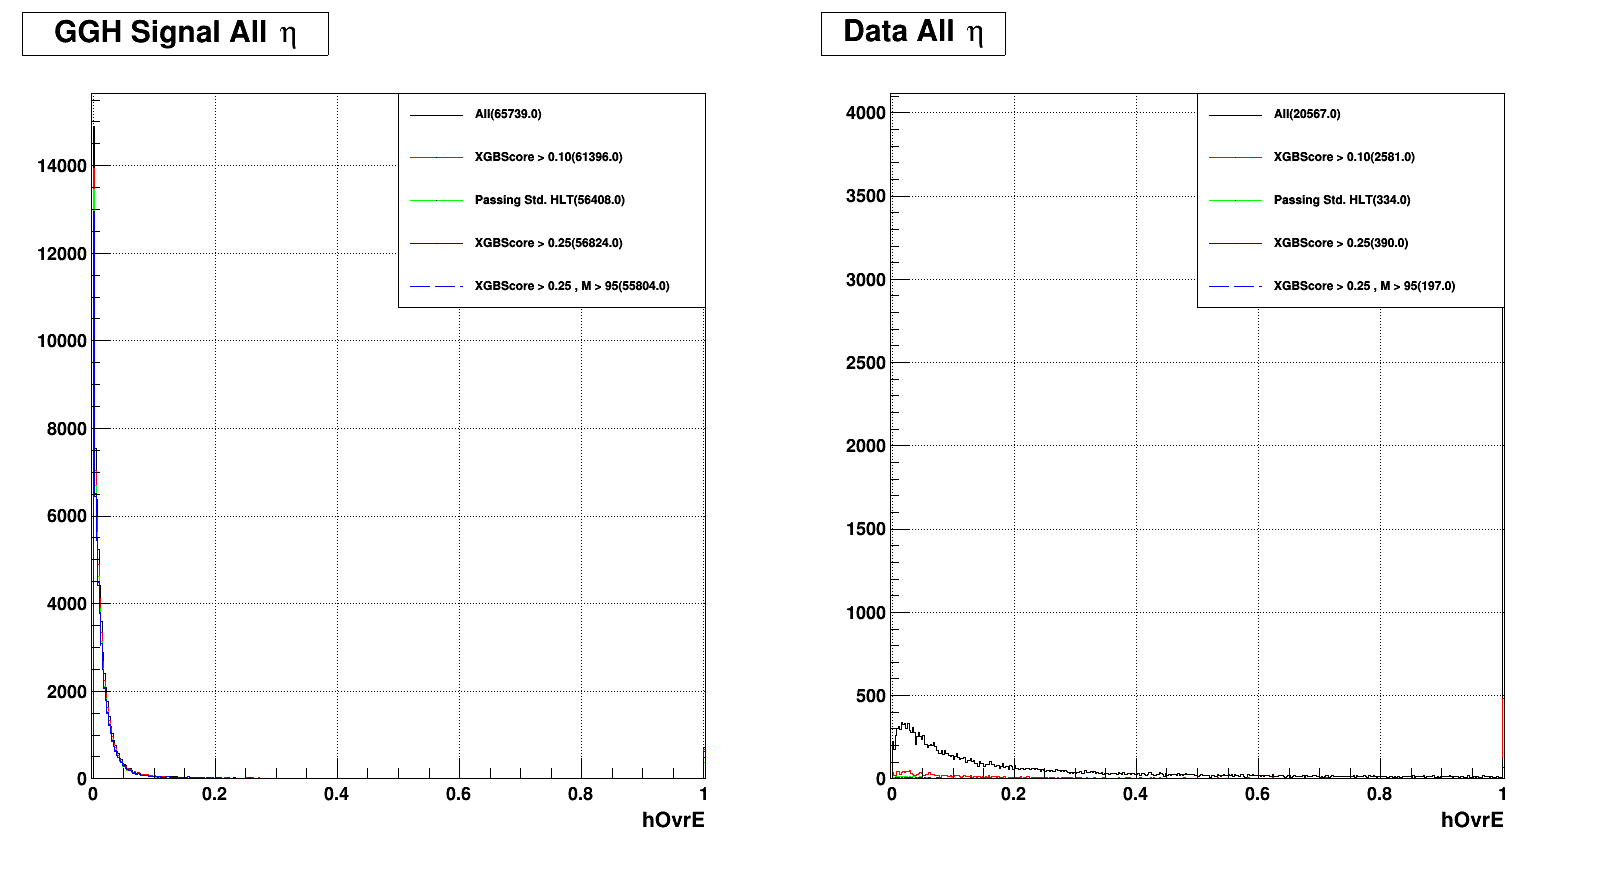 GGH Signal All η
All(65739.0)
XGBScore > 0.10(61396.0)
Passing Std. HLT(56408.0)
XGBScore > 0.25(56824.0)
XGBScore > 0.25 , M > 95(55804.0)
14000
12000
10000
8000
6000
4000
2000
0
0 0.2 0.4 0.6 0.8 1
hOvrE
Data All η
All(20567.0)
XGBScore > 0.10(2581.0)
Passing Std. HLT(334.0)
XGBScore > 0.25(390.0)
XGBScore > 0.25 , M > 95(197.0)
4000
3500
3000
2500
2000
1500
1000
500
0
0 0.2 0.4 0.6 0.8 1
hOvrE